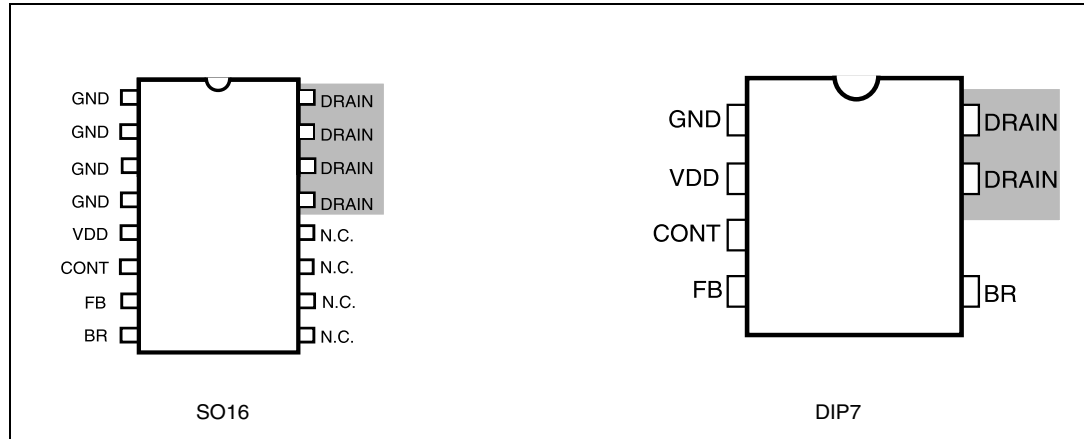 GND DRAIN
GND DRAIN
GND DRAIN
GND DRAIN
VDD N.C.
CONT N.C.
FB N.C.
BR N.C.
SO16
GND DRAIN
VDD DRAIN
CONT
FB BR
DIP7